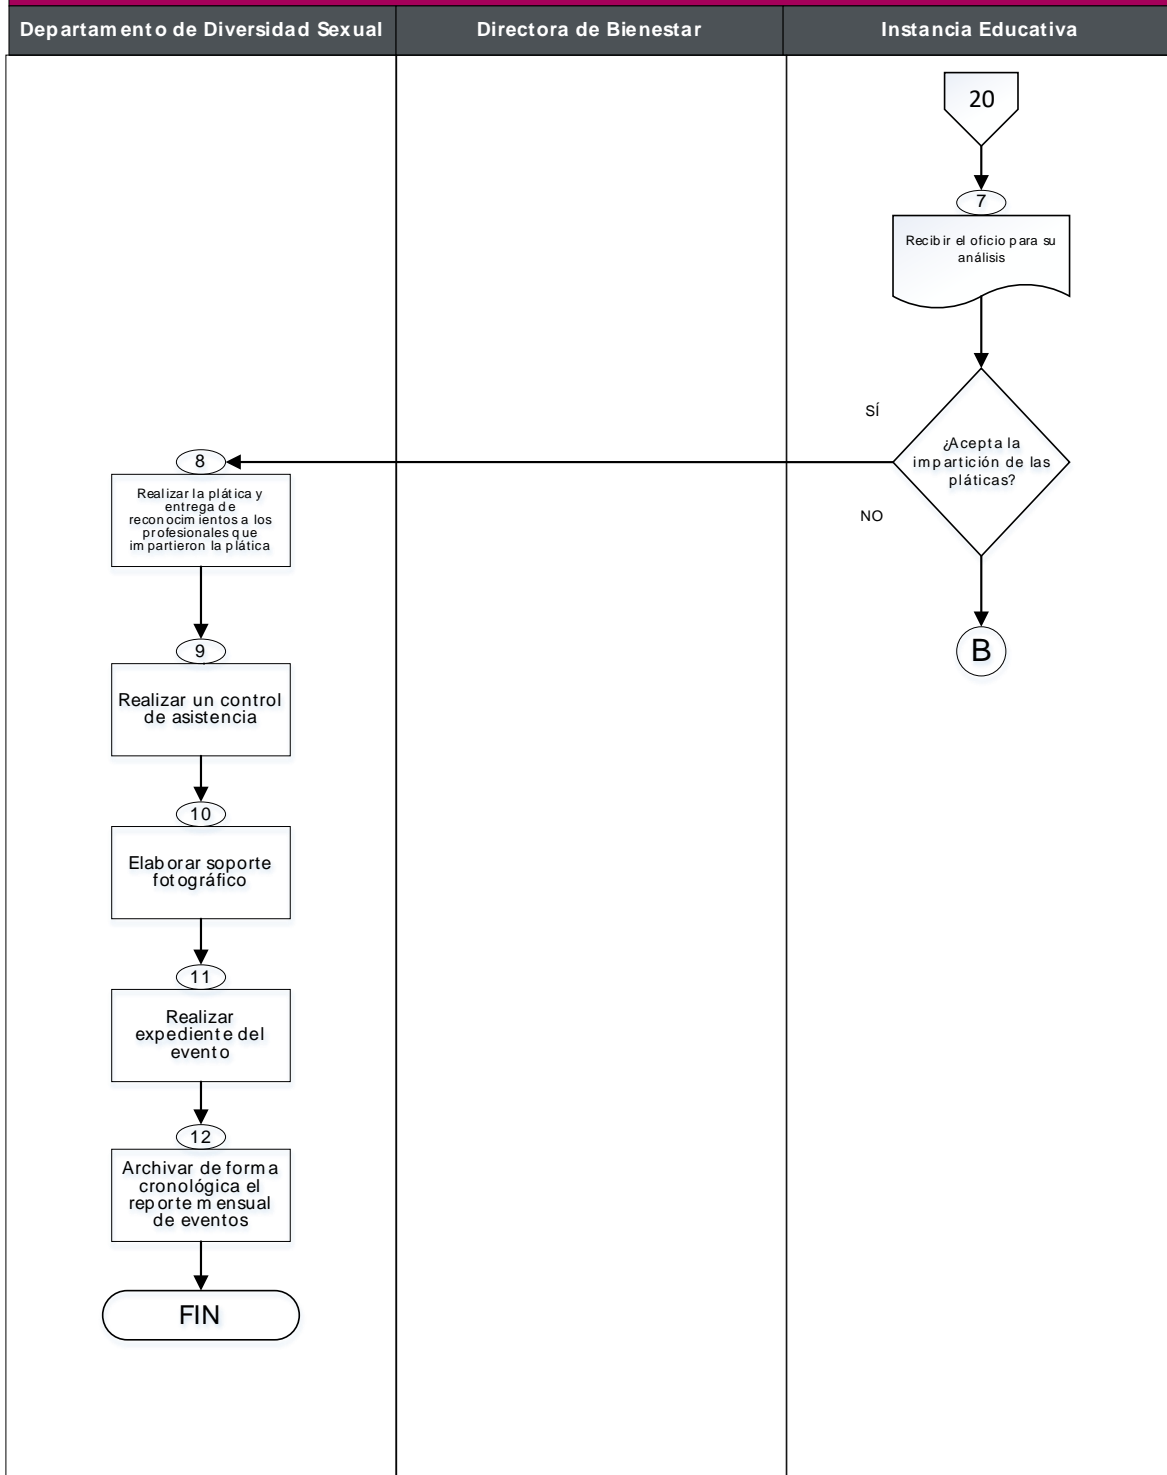 Departamento de Diversidad Sexual
Directora de Bienestar
Instancia Educativa
20
7
Recibir el oficio para su
análisis
SÍ
¿Acepta la
impartición de las
pláticas?
NO
B
8
Realizar la plática y
entrega de
reconocimientos a los
profesionales que
impartieron la plática
9
Realizar un control
de asistencia
10
Elaborar soporte
fotográfico
11
Realizar
expediente del
evento
12
Archivar de forma
cronológica el
reporte mensual
de eventos
FIN